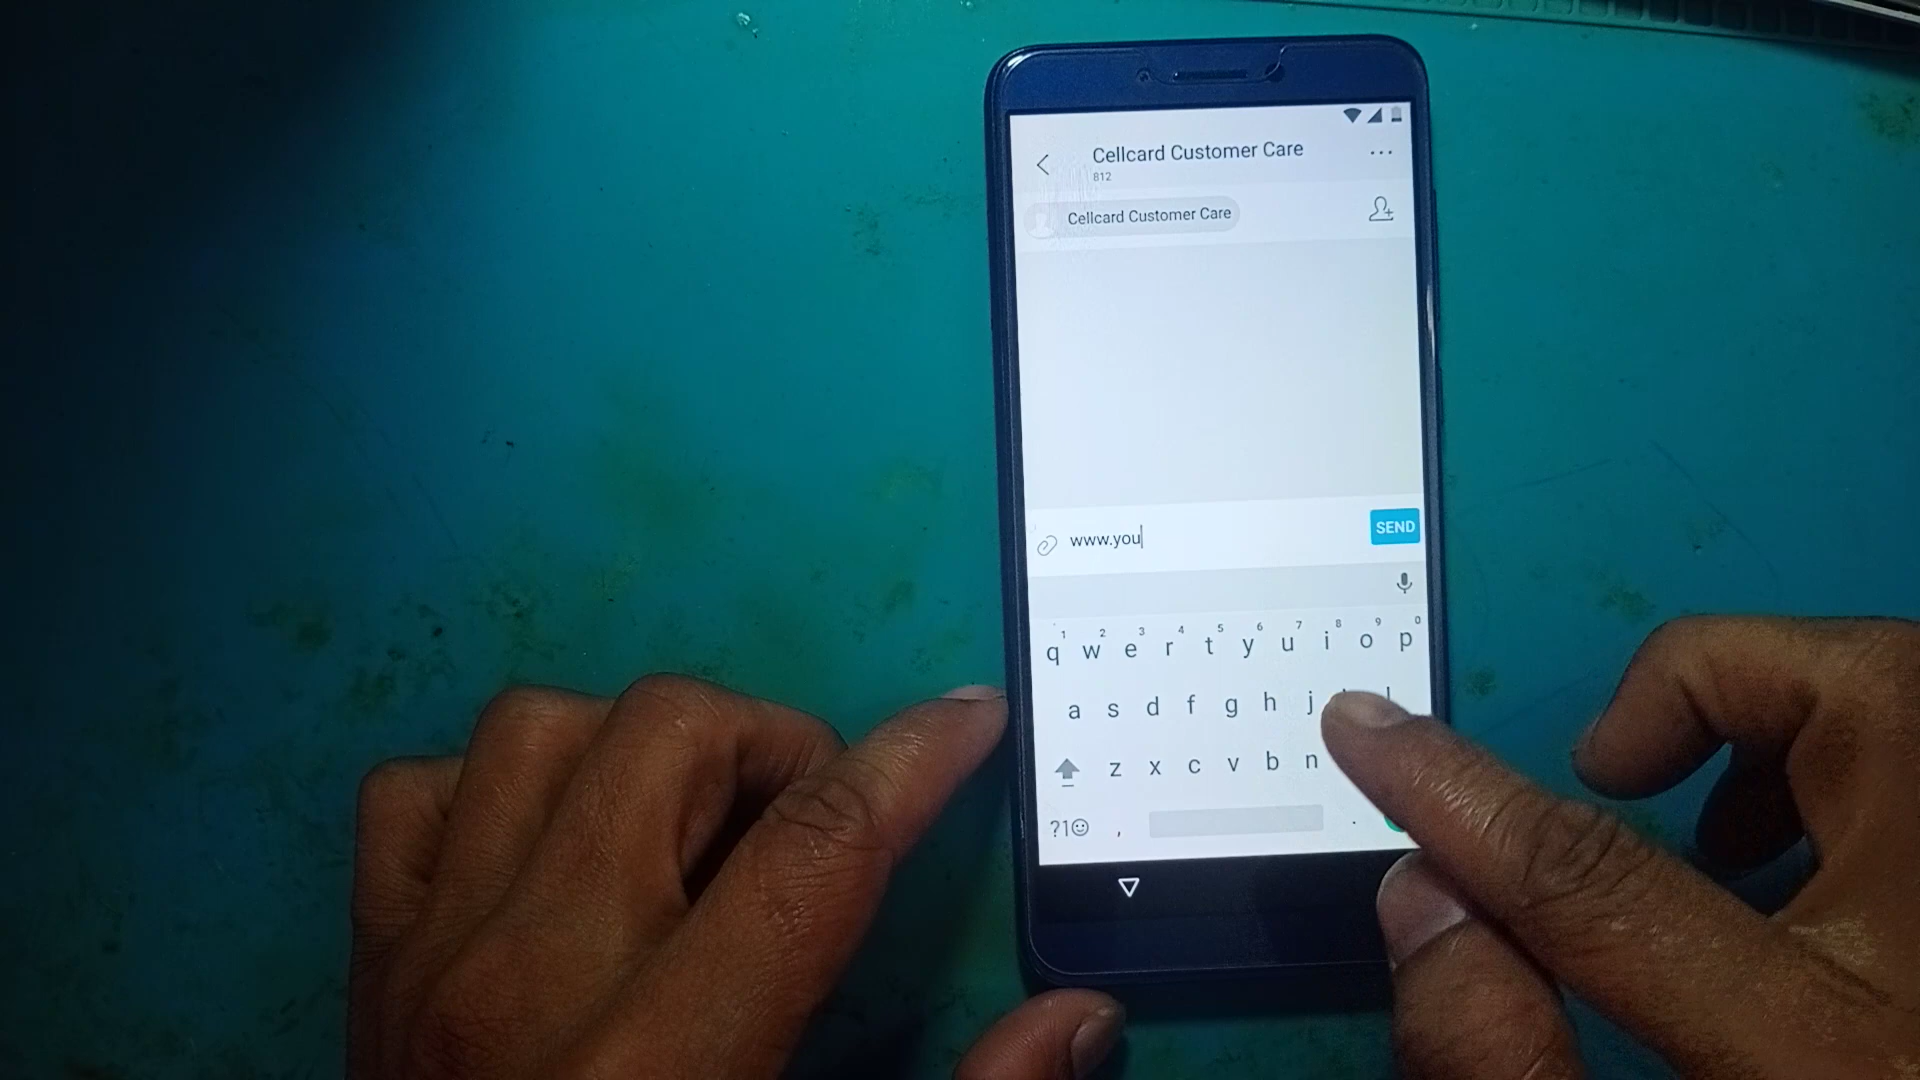 Cellcard Customer Care
812
Cellcard Customer Care
www.you
SEND
1 2 3 4 5 6 7 8 9 0
q w e r t y u i o p
a s d f g h j
z x c v b n
?1☺ , .